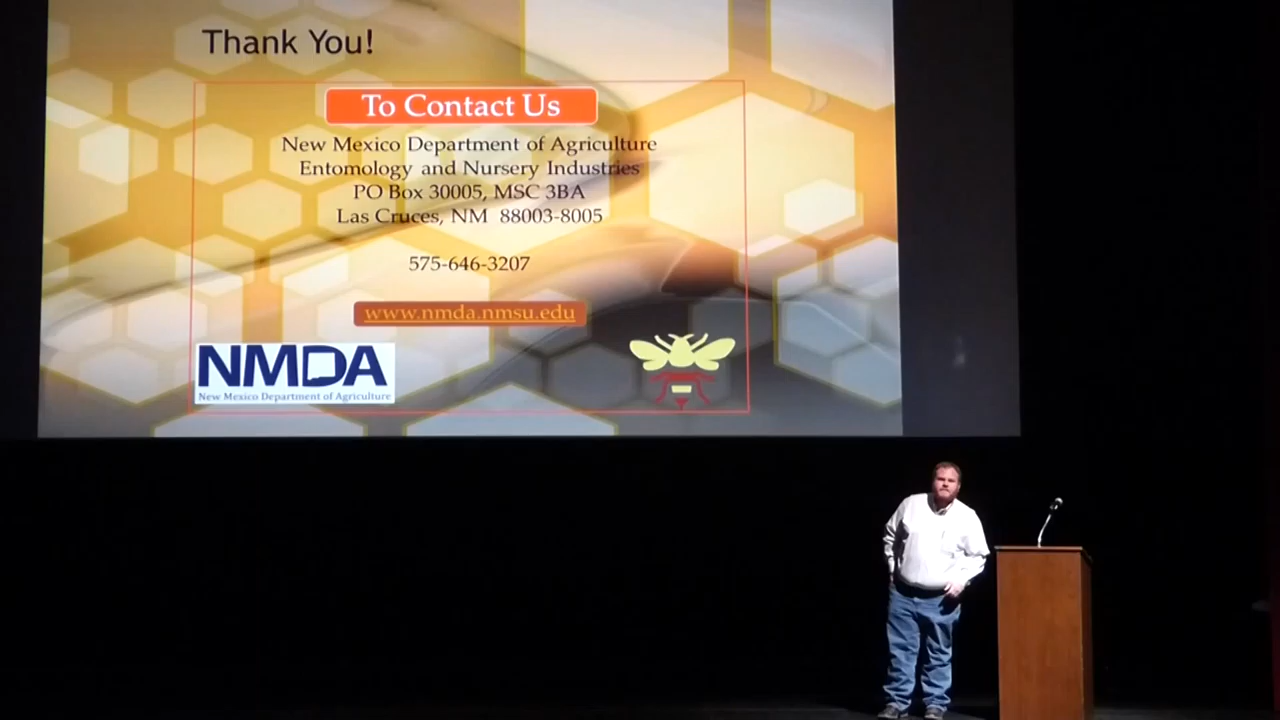 Thank You!
To Contact Us
New Mexico Department of Agriculture
Entomology and Nursery Industries
PO Box 30005, MSC 3BA
Las Cruces, NM 88003-8005
575-646-3207
www.nmda.nmsu.edu
NMDA
New Mexico Department of Agriculture